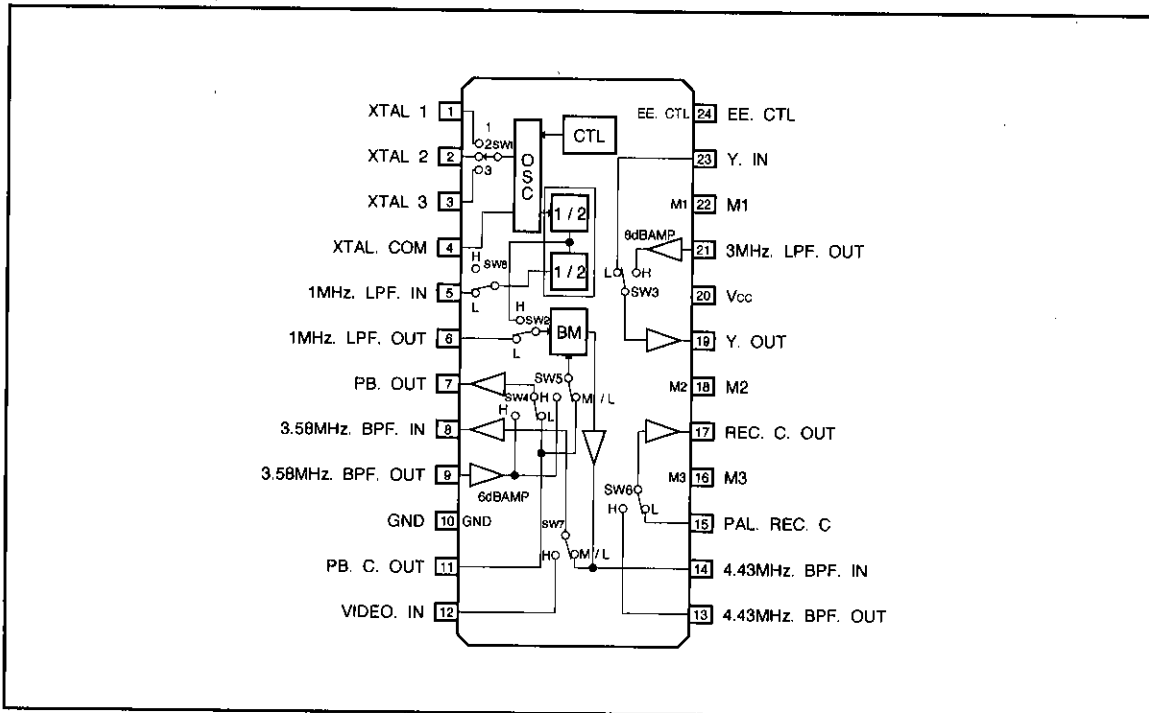 XTAL 1
1
XTAL 2
2
XTAL 3
3
XTAL. COM
4
1MHz. LPF. IN
5
1MHz. LPF. OUT
6
PB. OUT
7
3.58MHz. BPF. IN
8
3.58MHz. BPF. OUT
9
GND
10
GND
PB. C. OUT
11
VIDEO. IN
12
1
2
3
SW1
OSC
CTL
1 / 2
1 / 2
H
SW8
L
H
SW2
L
BM
SW5
SW4
H
M / L
H
L
6dBAMP
SW7
H
M / L
EE. CTL
24
EE. CTL
23
Y. IN
M1
22
M1
6dBAMP
21
3MHz. LPF. OUT
L
H
SW3
20
Vcc
19
Y. OUT
M2
18
M2
17
REC. C. OUT
M3
16
M3
SW6
H
L
15
PAL. REC. C
14
4.43MHz. BPF. IN
13
4.43MHz. BPF. OUT